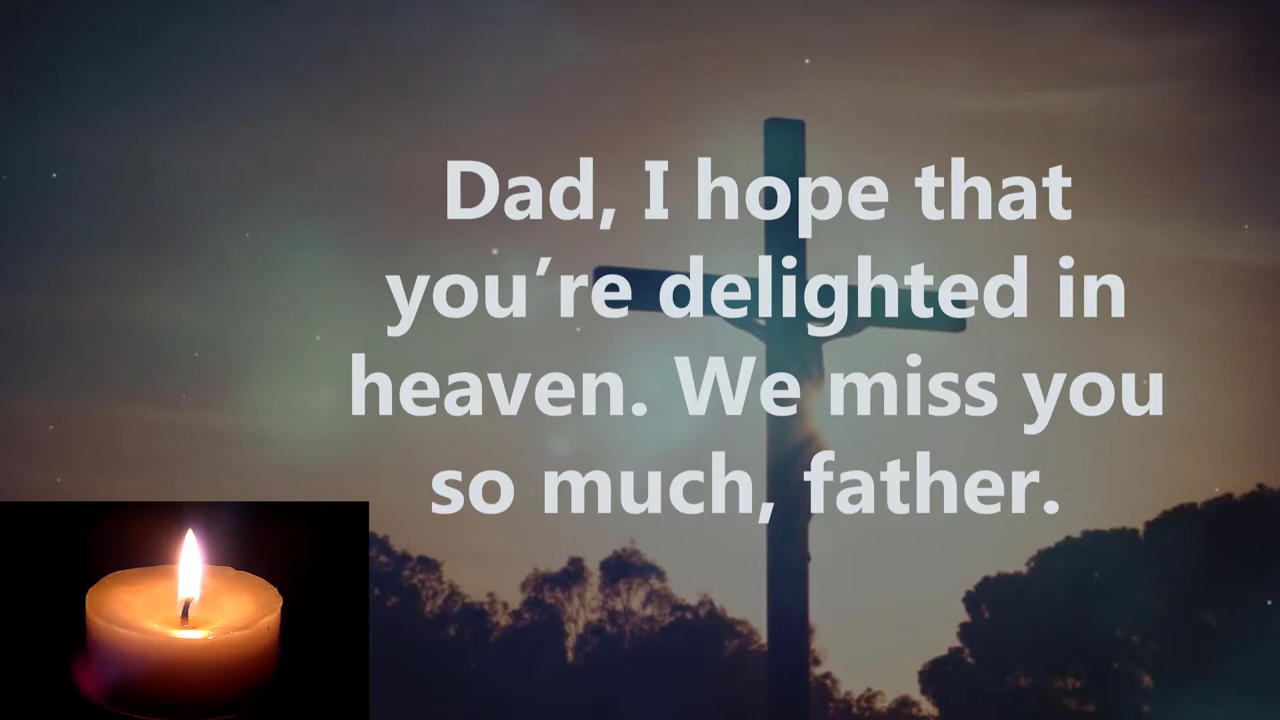 Dad, I hope that
you’re delighted in
heaven. We miss you
so much, father.